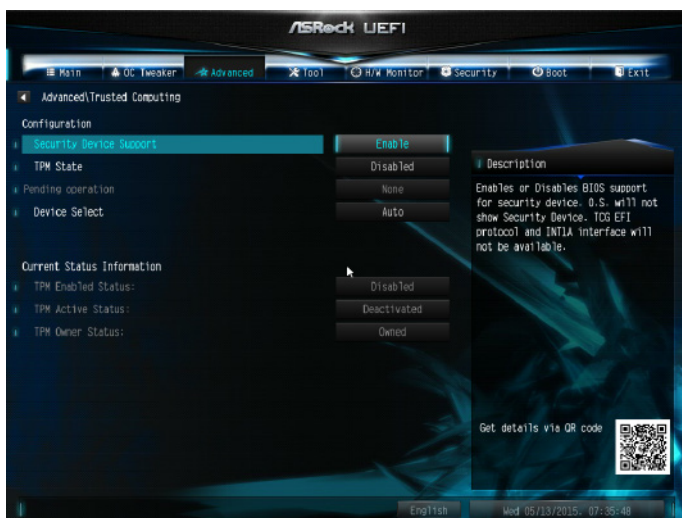 ASRock UEFI
Main OC Tweaker Advanced Tool H/W Monitor Security Boot Exit
Advanced\Trusted Computing
Configuration
Security Device Support Enable
TPM State Disabled
Pending operation None
Device Select Auto
Current Status Information
TPM Enabled Status: Disabled
TPM Active Status: Deactivated
TPM Owner Status: Owned
Description
Enables or Disables BIOS support
for security device. O.S. will not
show Security Device. TCG EFI
protocol and INT1A interface will
not be available.
Get details via QR code
English Wed 05/13/2015. 07:35:48